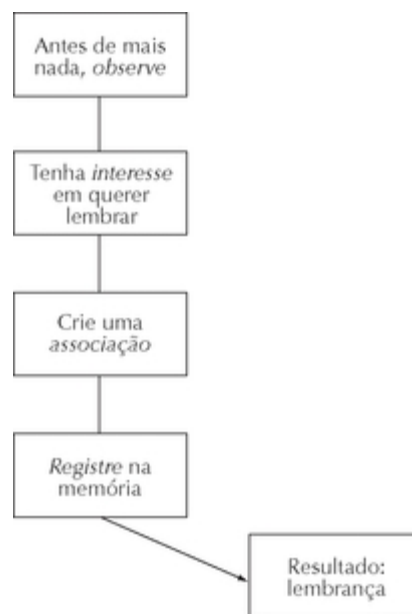 Antes de mais
nada, observe
Tenha interesse
em querer
lembrar
Crie uma
associação
Registre na
memória
Resultado:
lembrança